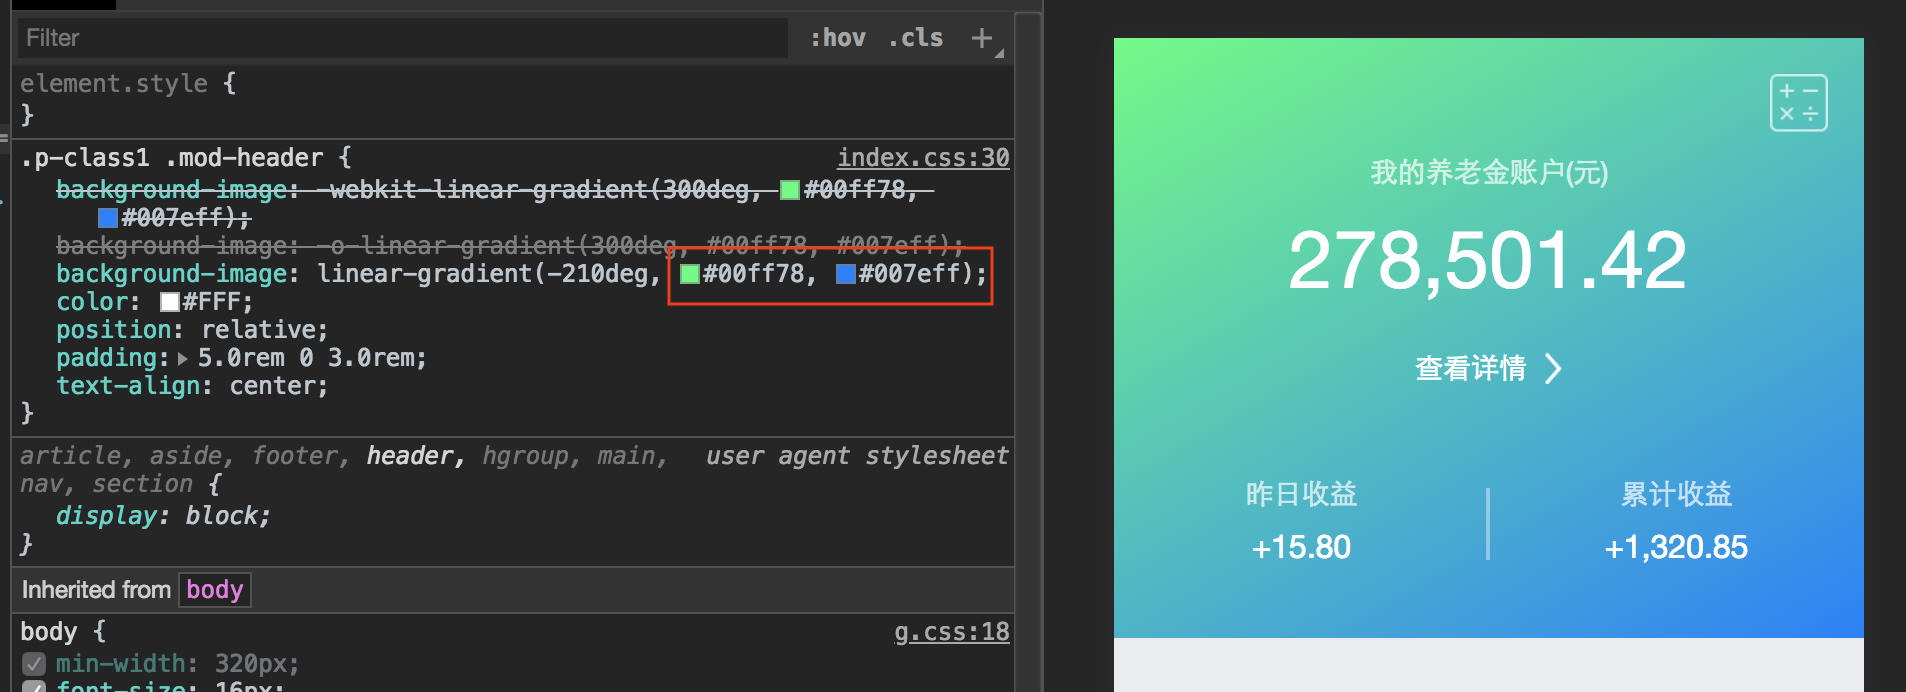 Filter :hov .cls +
element.style {
}
.p-class1 .mod-header { index.css:30
background-image: -webkit-linear-gradient(300deg, #00ff78,
#007eff);
background-image: -o-linear-gradient(300deg, #00ff78, #007eff);
background-image: linear-gradient(-210deg, #00ff78, #007eff);
color: #FFF;
position: relative;
padding: 5.0rem 0 3.0rem;
text-align: center;
}
article, aside, footer, header, hgroup, main, user agent stylesheet
nav, section {
display: block;
}
Inherited from body
body { g.css:18
min-width: 320px;
font-size: 16px;
+ −
× ÷
我的养老金账户(元)
278,501.42
查看详情
昨日收益 累计收益
+15.80 +1,320.85